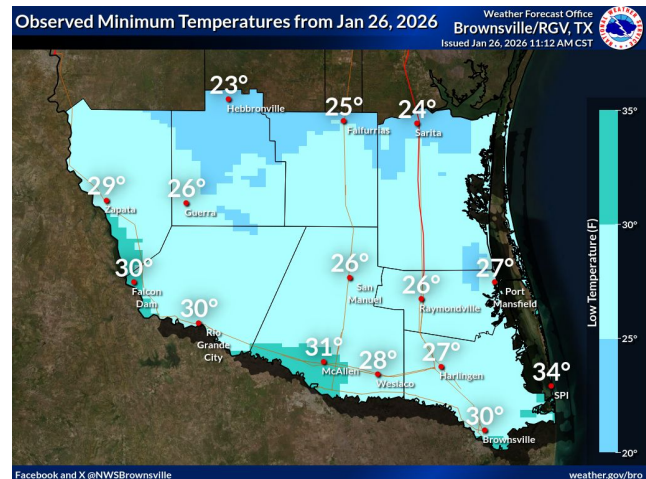 Observed Minimum Temperatures from Jan 26, 2026
Weather Forecast Office
Brownsville/RGV, TX
Issued Jan 26, 2026 11:12 AM CST
23°
Hebbronville
25°
Falfurrias
24°
Sarita
29°
Zapata
26°
Guerra
30°
Falcon
Dam
30°
Rio
Grande
City
26°
San
Manuel
26°
Raymondville
27°
Port
Mansfield
31°
McAllen
28°
Weslaco
27°
Harlingen
34°
SPI
30°
Brownsville
35°
30°
25°
20°
Low Temperature (F)
Facebook and X @NWSBrownsville
weather.gov/bro